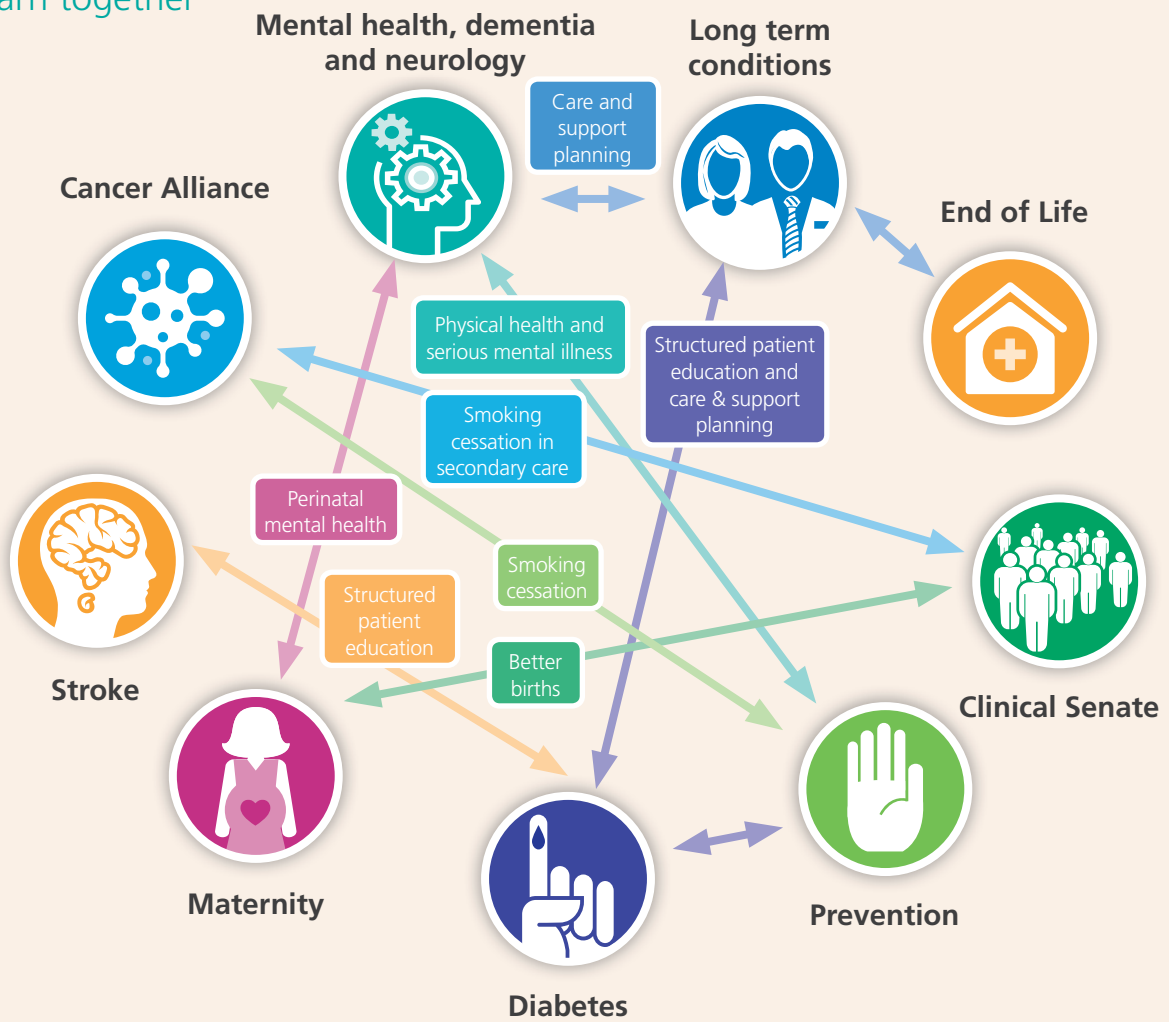 together
Mental health, dementia
and neurology
Long term
conditions
Care and
support
planning
Cancer Alliance
End of Life
Physical health and
serious mental illness
Structured patient
education and
care & support
planning
Smoking
cessation in
secondary care
Perinatal
mental health
Smoking
cessation
Structured
patient
education
Better
births
Stroke
Clinical Senate
Maternity
Prevention
Diabetes